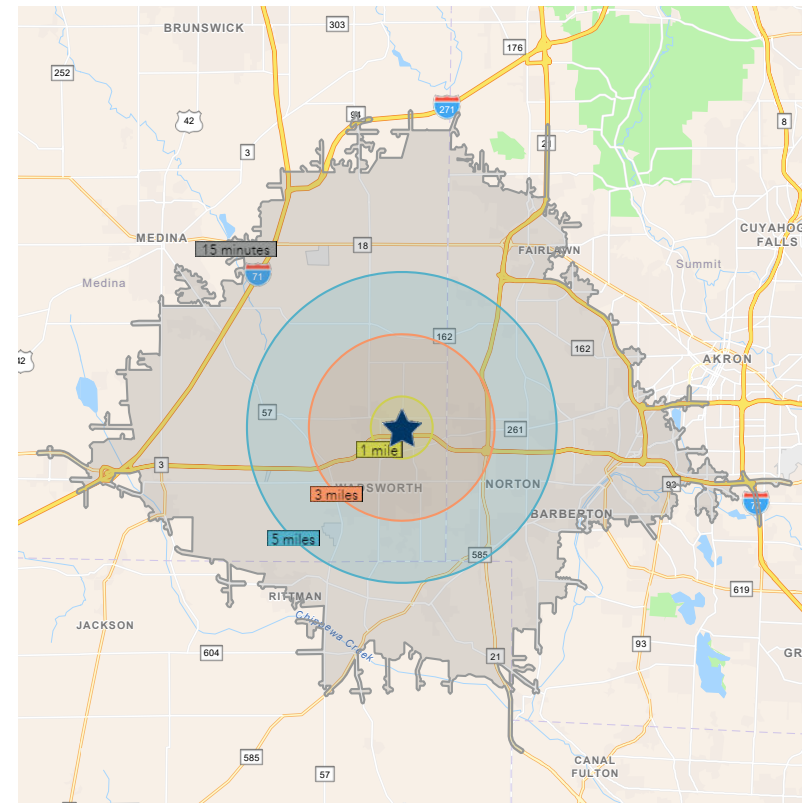 BRUNSWICK
303
176
252
271
94
42
8
3
21
CUYAHOG
FALLS
MEDINA
15 minutes
18
FAIRLAWN
Summit
71
Medina
162
162
AKRON
57
261
1 mile
3
WADSWORTH
NORTON
93
3 miles
BARBERTON
77
5 miles
585
619
RITTMAN
JACKSON
Chippewa Creek
604
93
21
GR
585
57
CANAL
FULTON